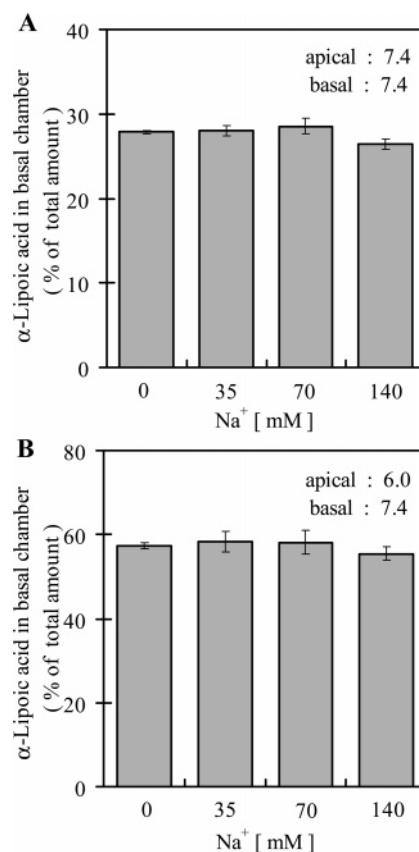 A
α-Lipoic acid in basal chamber
( % of total amount)
40
30
20
10
0
apical : 7.4
basal : 7.4
0 35 70 140
Na⁺ [ mM ]
B
α-Lipoic acid in basal chamber
( % of total amount)
80
60
40
20
0
apical : 6.0
basal : 7.4
0 35 70 140
Na⁺ [ mM ]